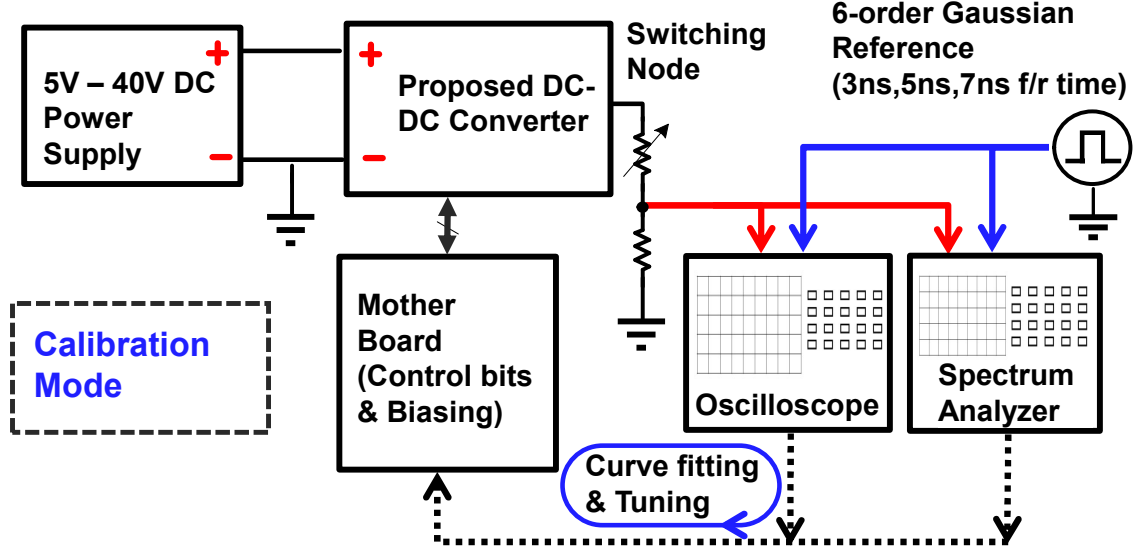 5V – 40V DC
Power
Supply
+
−
+
−
Proposed DC-
DC Converter
Switching
Node
6-order Gaussian
Reference
(3ns,5ns,7ns f/r time)
Calibration
Mode
Mother
Board
(Control bits
& Biasing)
Oscilloscope
Spectrum
Analyzer
Curve fitting
& Tuning